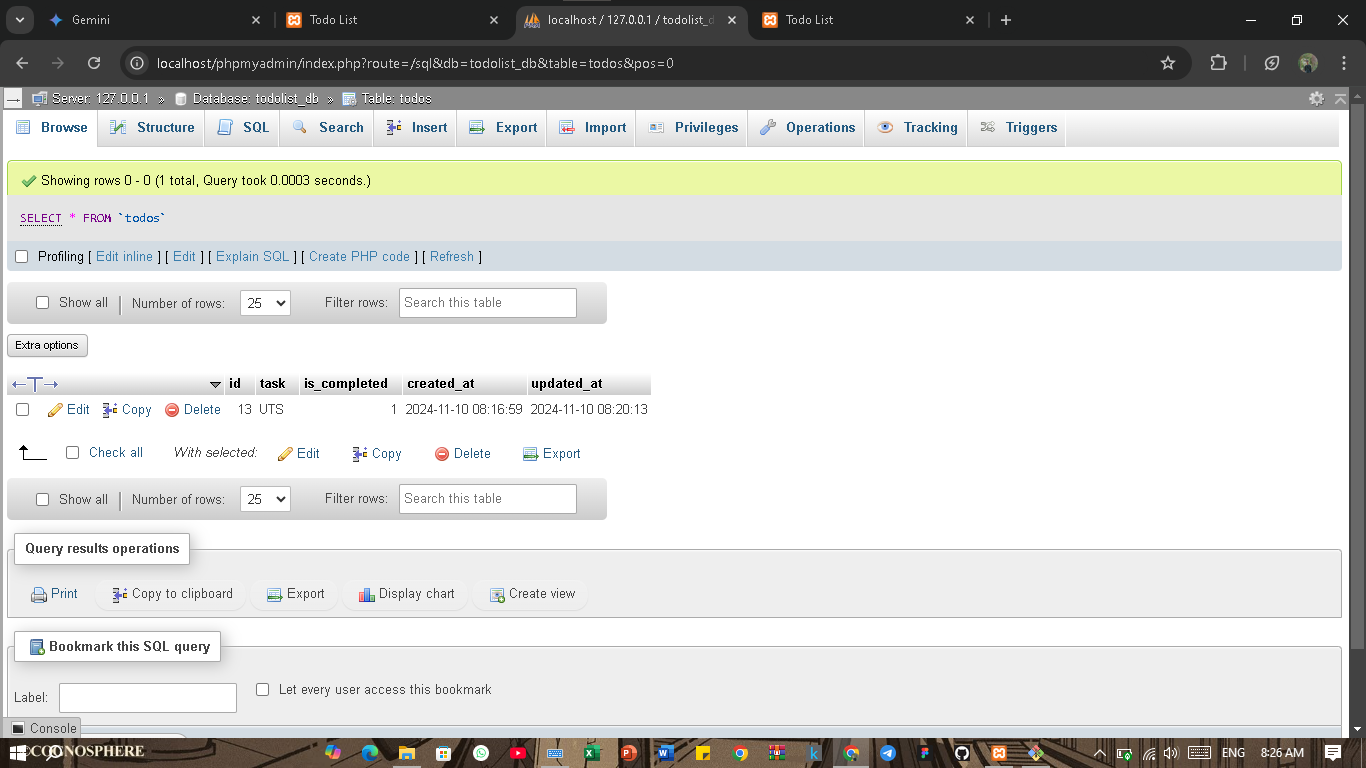 Gemini
Todo List
localhost / 127.0.0.1 / todolist_d
Todo List
localhost/phpmyadmin/index.php?route=/sql&db=todolist_db&table=todos&pos=0
Server: 127.0.0.1 » Database: todolist_db » Table: todos
Browse Structure SQL Search Insert Export Import Privileges Operations Tracking Triggers
Showing rows 0 - 0 (1 total, Query took 0.0003 seconds.)
SELECT * FROM `todos`
Profiling [ Edit inline ] [ Edit ] [ Explain SQL ] [ Create PHP code ] [ Refresh ]
Show all | Number of rows: 25 Filter rows: Search this table
Extra options
←T→ id task is_completed created_at updated_at
Edit Copy Delete 13 UTS 1 2024-11-10 08:16:59 2024-11-10 08:20:13
Check all With selected: Edit Copy Delete Export
Show all | Number of rows: 25 Filter rows: Search this table
Query results operations
Print Copy to clipboard Export Display chart Create view
Bookmark this SQL query
Label: Let every user access this bookmark
Console
ENG 8:26 AM